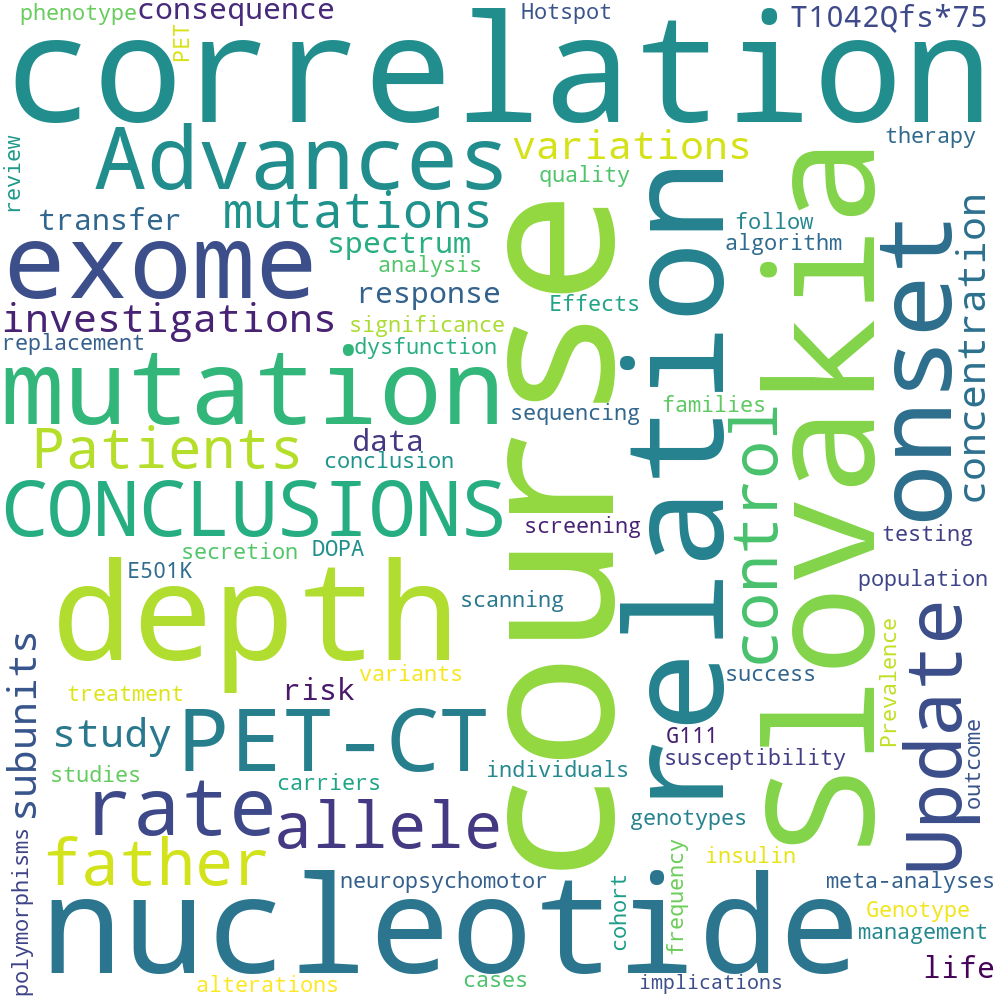 phenotype
consequence
PET
Hotspot
T1042Qfs*75
correlation
review
Advances
variations
therapy
quality
transfer
mutations
exome
spectrum
analysis
response
follow
algorithm
Effects
investigations
significance
replacement
dysfunction
mutation
course
relation
Slovakia
onset
concentration
sequencing
families
Patients
data
conclusion
control
CONCLUSIONS
screening
testing
secretion
DOPA
E501K
depth
scanning
population
variants
success
treatment
risk
subunits
study
PET-CT
G111
susceptibility
Prevalence
Update
outcome
studies
carriers
individuals
rate
allele
genotypes
father
insulin
polymorphisms
neuropsychomotor
cohort
frequency
meta-analyses
nucleotide
Genotype
management
life
alterations
cases
implications